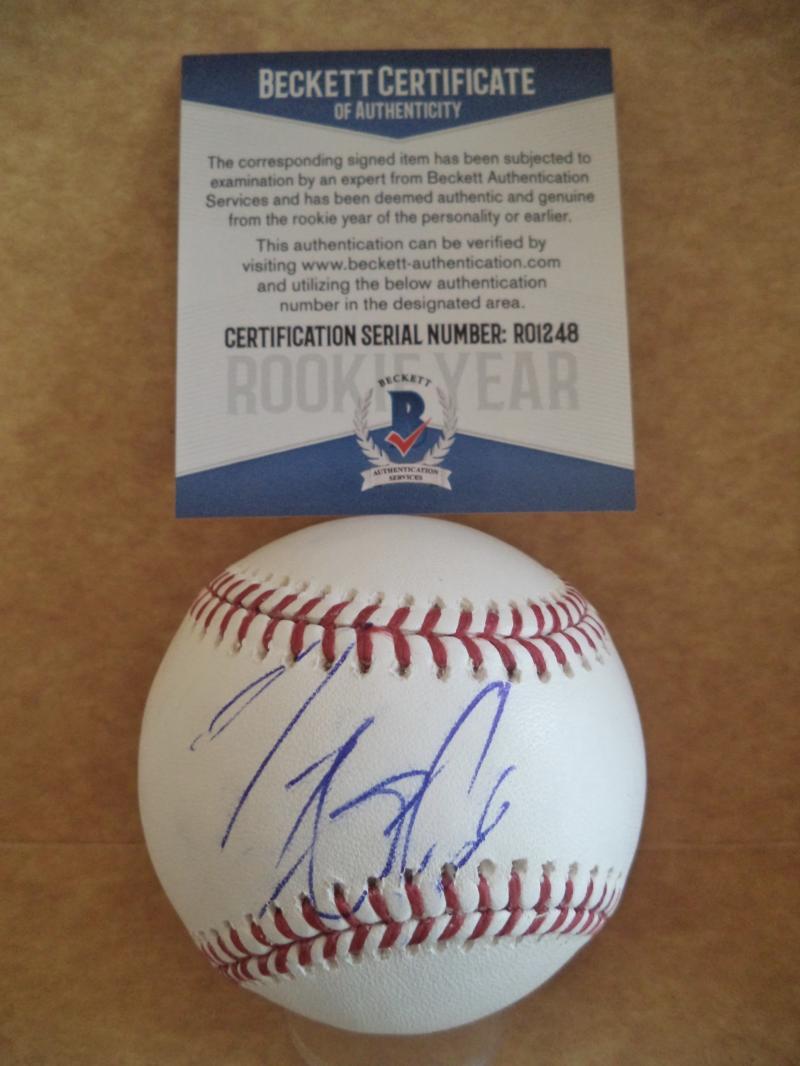 BECKETT CERTIFICATE
OF AUTHENTICITY
The corresponding signed item has been subjected to
examination by an expert from Beckett Authentication
Services and has been deemed authentic and genuine
from the rookie year of the personality or earlier.
This authentication can be verified by
visiting www.beckett-authentication.com
and utilizing the below authentication
number in the designated area.
CERTIFICATION SERIAL NUMBER: R01248
ROOKIE YEAR
BECKETT
B
AUTHENTICATION
SERVICES